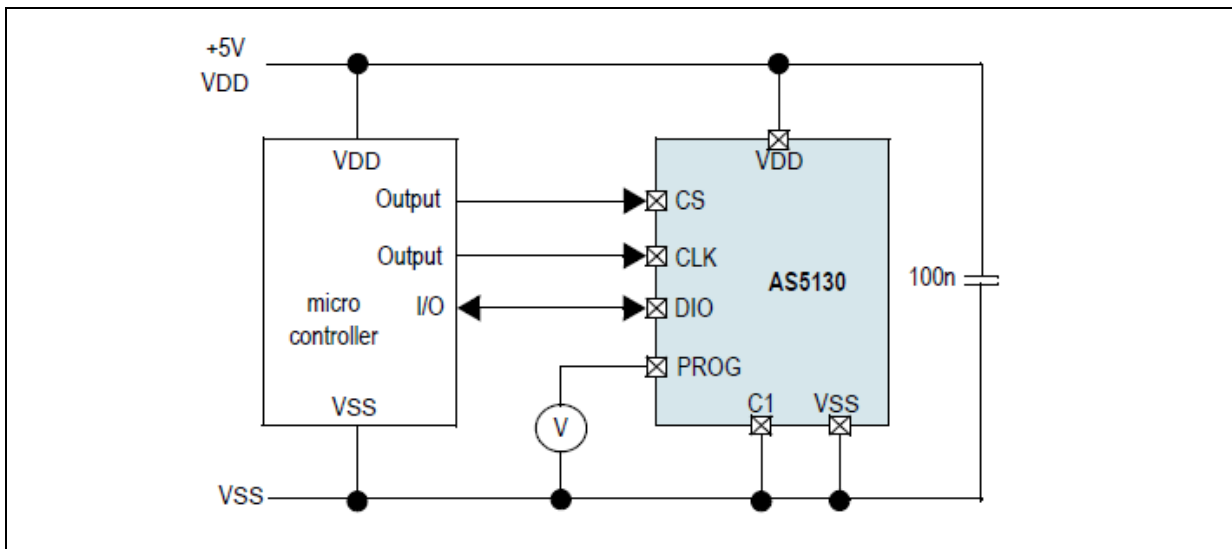 +5V
VDD
VDD
VDD
Output
CS
Output
CLK
AS5130
100n
micro
controller
I/O
DIO
PROG
C1
VSS
VSS
V
VSS